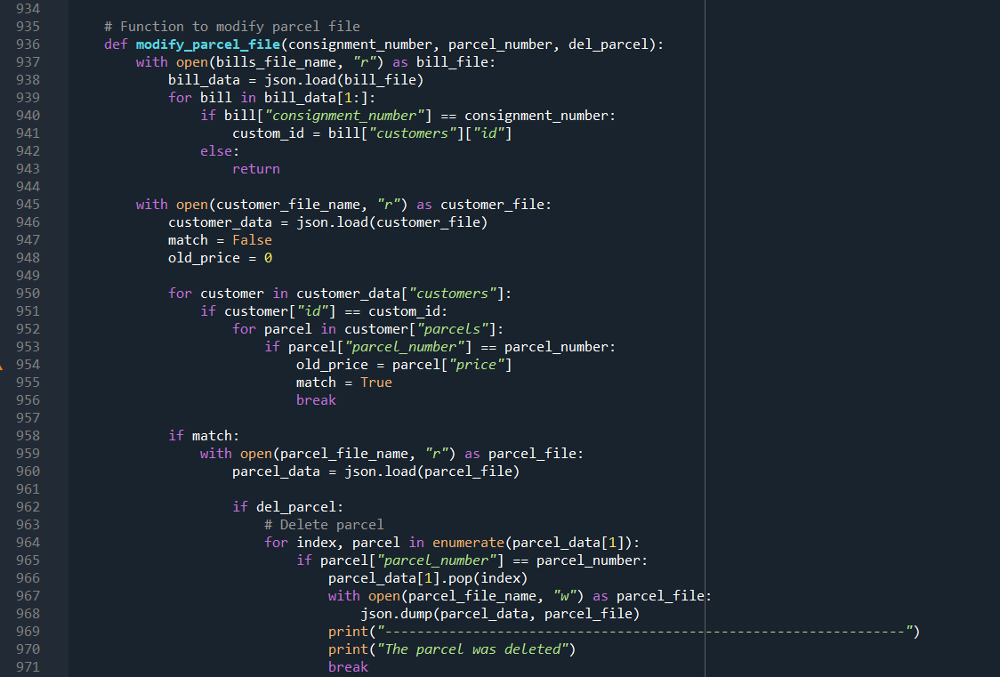 934
935 # Function to modify parcel file
936 def modify_parcel_file(consignment_number, parcel_number, del_parcel):
937 with open(bills_file_name, "r") as bill_file:
938 bill_data = json.load(bill_file)
939 for bill in bill_data[1:]:
940 if bill["consignment_number"] == consignment_number:
941 custom_id = bill["customers"]["id"]
942 else:
943 return
944
945 with open(customer_file_name, "r") as customer_file:
946 customer_data = json.load(customer_file)
947 match = False
948 old_price = 0
949
950 for customer in customer_data["customers"]:
951 if customer["id"] == custom_id:
952 for parcel in customer["parcels"]:
953 if parcel["parcel_number"] == parcel_number:
954 old_price = parcel["price"]
955 match = True
956 break
957
958 if match:
959 with open(parcel_file_name, "r") as parcel_file:
960 parcel_data = json.load(parcel_file)
961
962 if del_parcel:
963 # Delete parcel
964 for index, parcel in enumerate(parcel_data[1]):
965 if parcel["parcel_number"] == parcel_number:
966 parcel_data[1].pop(index)
967 with open(parcel_file_name, "w") as parcel_file:
968 json.dump(parcel_data, parcel_file)
969 print("-----------------------------------------------------------------")
970 print("The parcel was deleted")
971 break